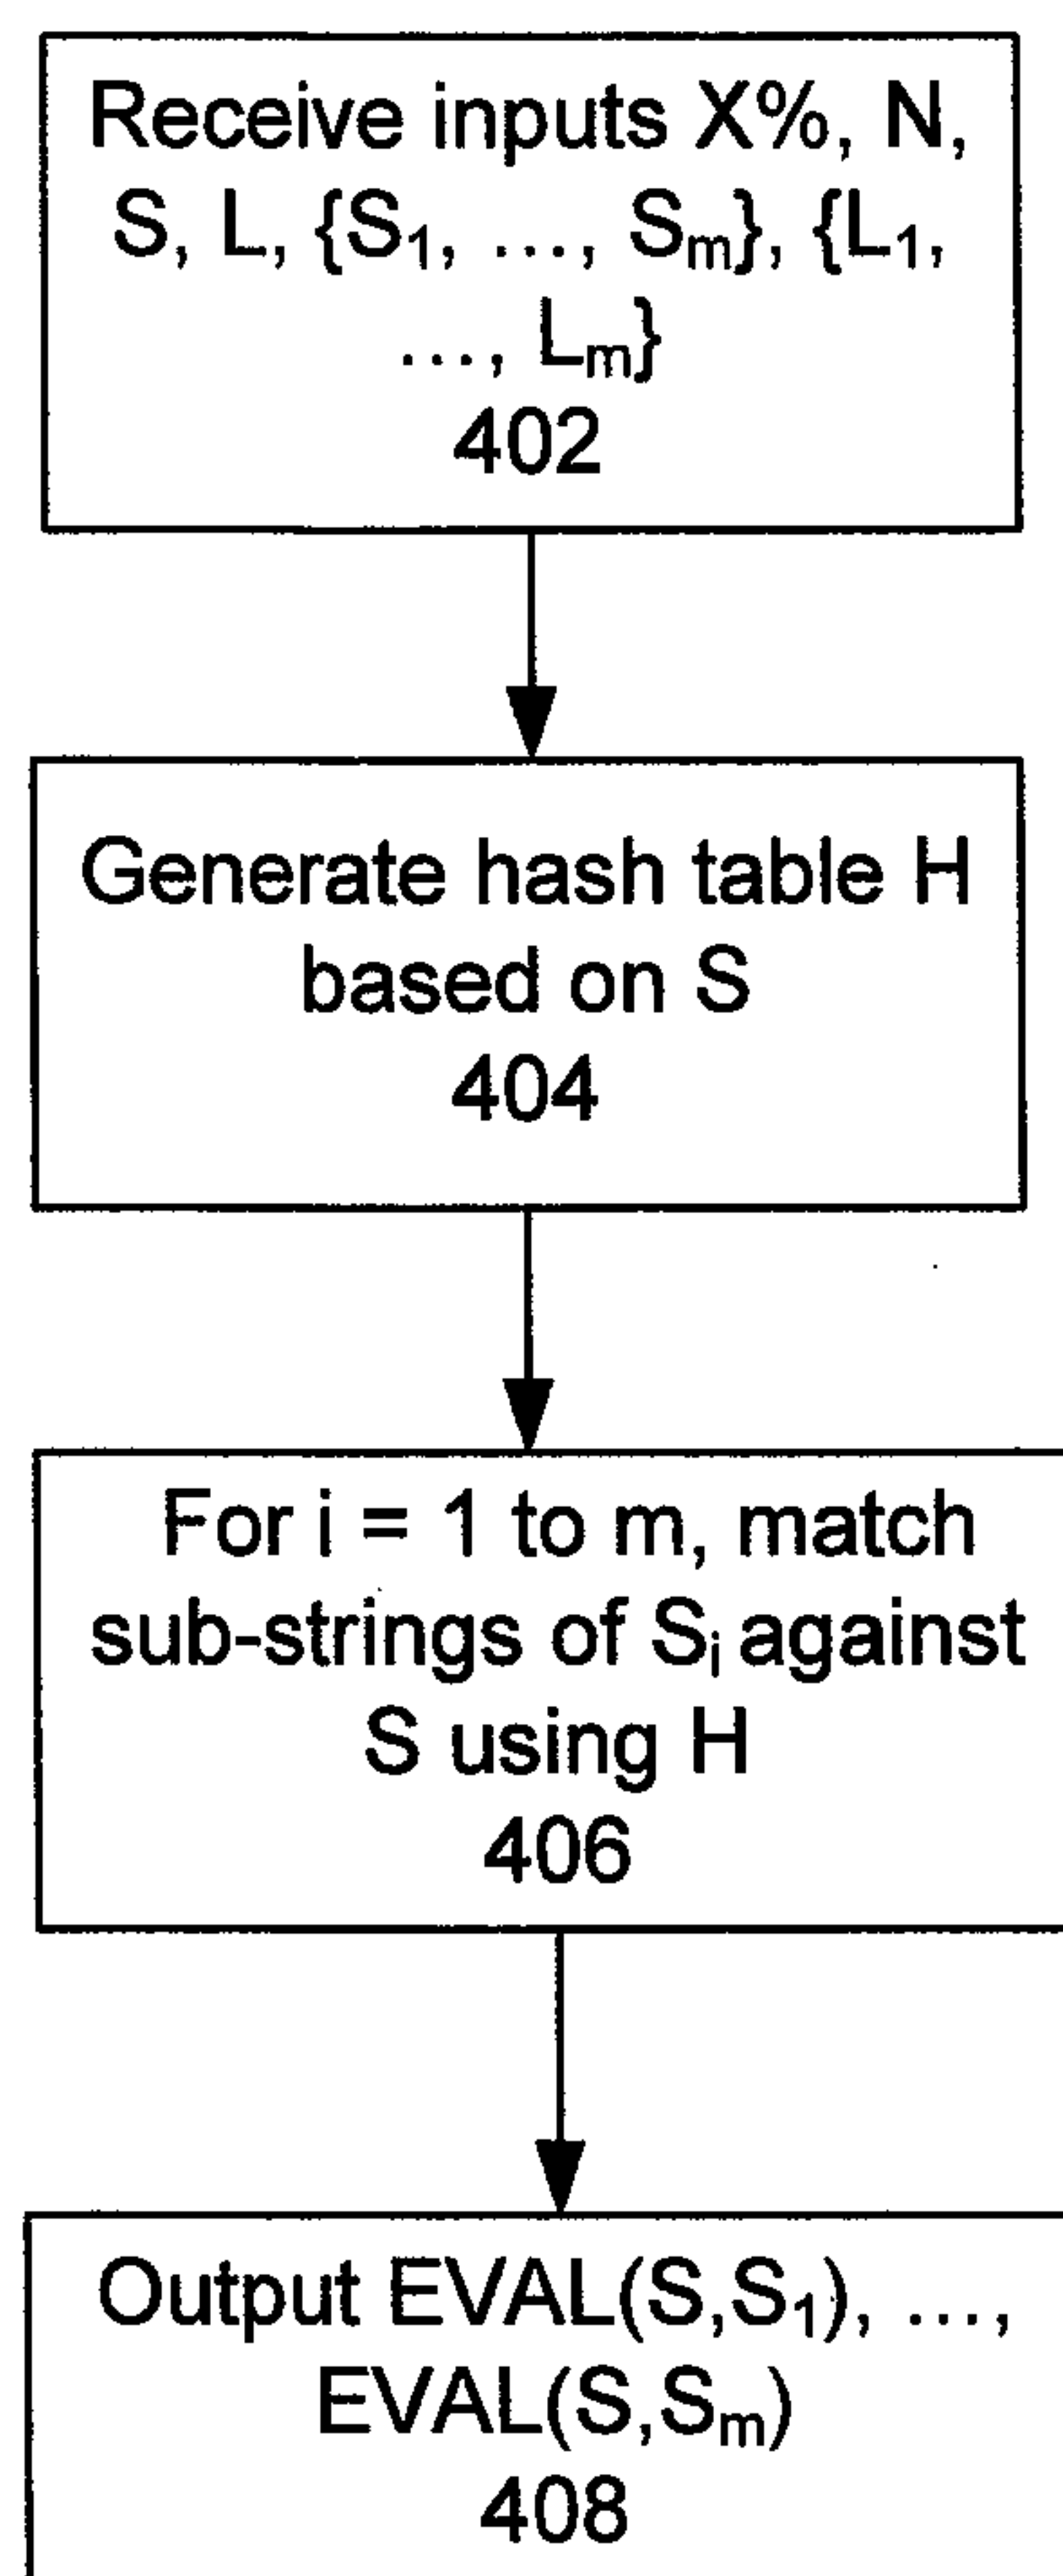 Receive inputs X%, N,
S, L, {S₁, ..., Sₘ}, {L₁,
..., Lₘ}
402
Generate hash table H
based on S
404
For i = 1 to m, match
sub-strings of Sᵢ against
S using H
406
Output EVAL(S,S₁), ...,
EVAL(S,Sₘ)
408